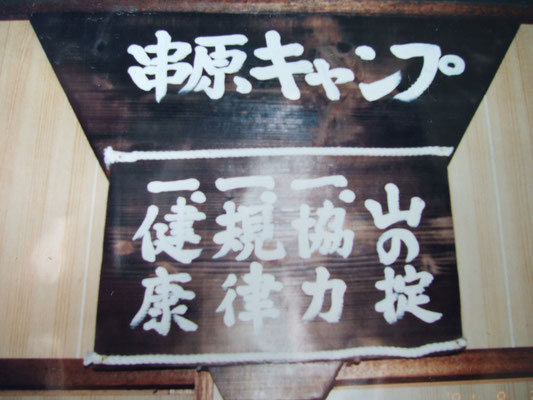 串原キャンプ
山の掟
一、協力
一、規律
一、健康